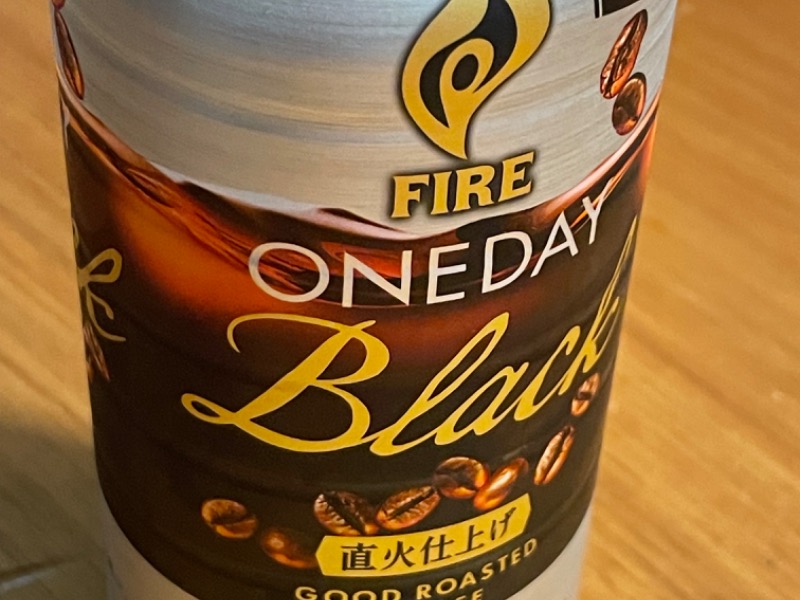 FIRE
ONEDAY
Black
直火仕上げ
GOOD ROASTED